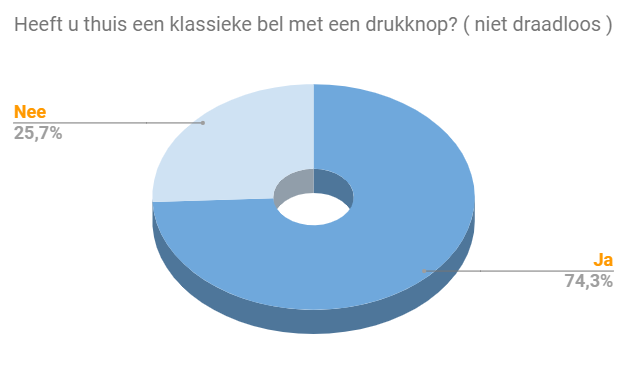 Heeft u thuis een klassieke bel met een drukknop? ( niet draadloos )
Nee
25,7%
Ja
74,3%